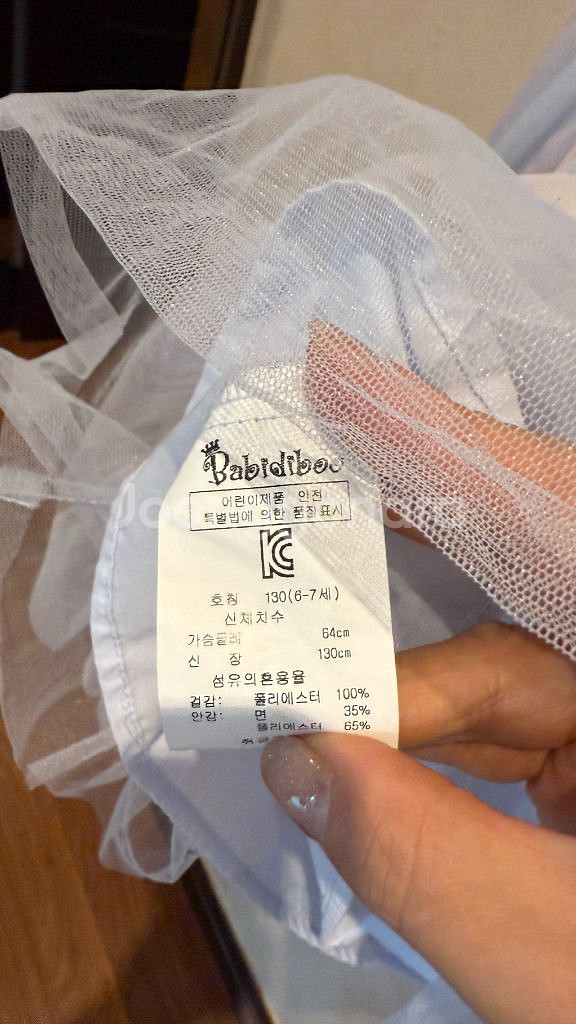 Babidiboo
어린이제품 안전
특별법에 의한 품질표시
KC
호칭 130(6-7세)
신체치수
가슴둘레 64cm
신 장 130cm
섬유의혼용율
겉감: 폴리에스터 100%
안감: 면 35%
폴리에스터 65%